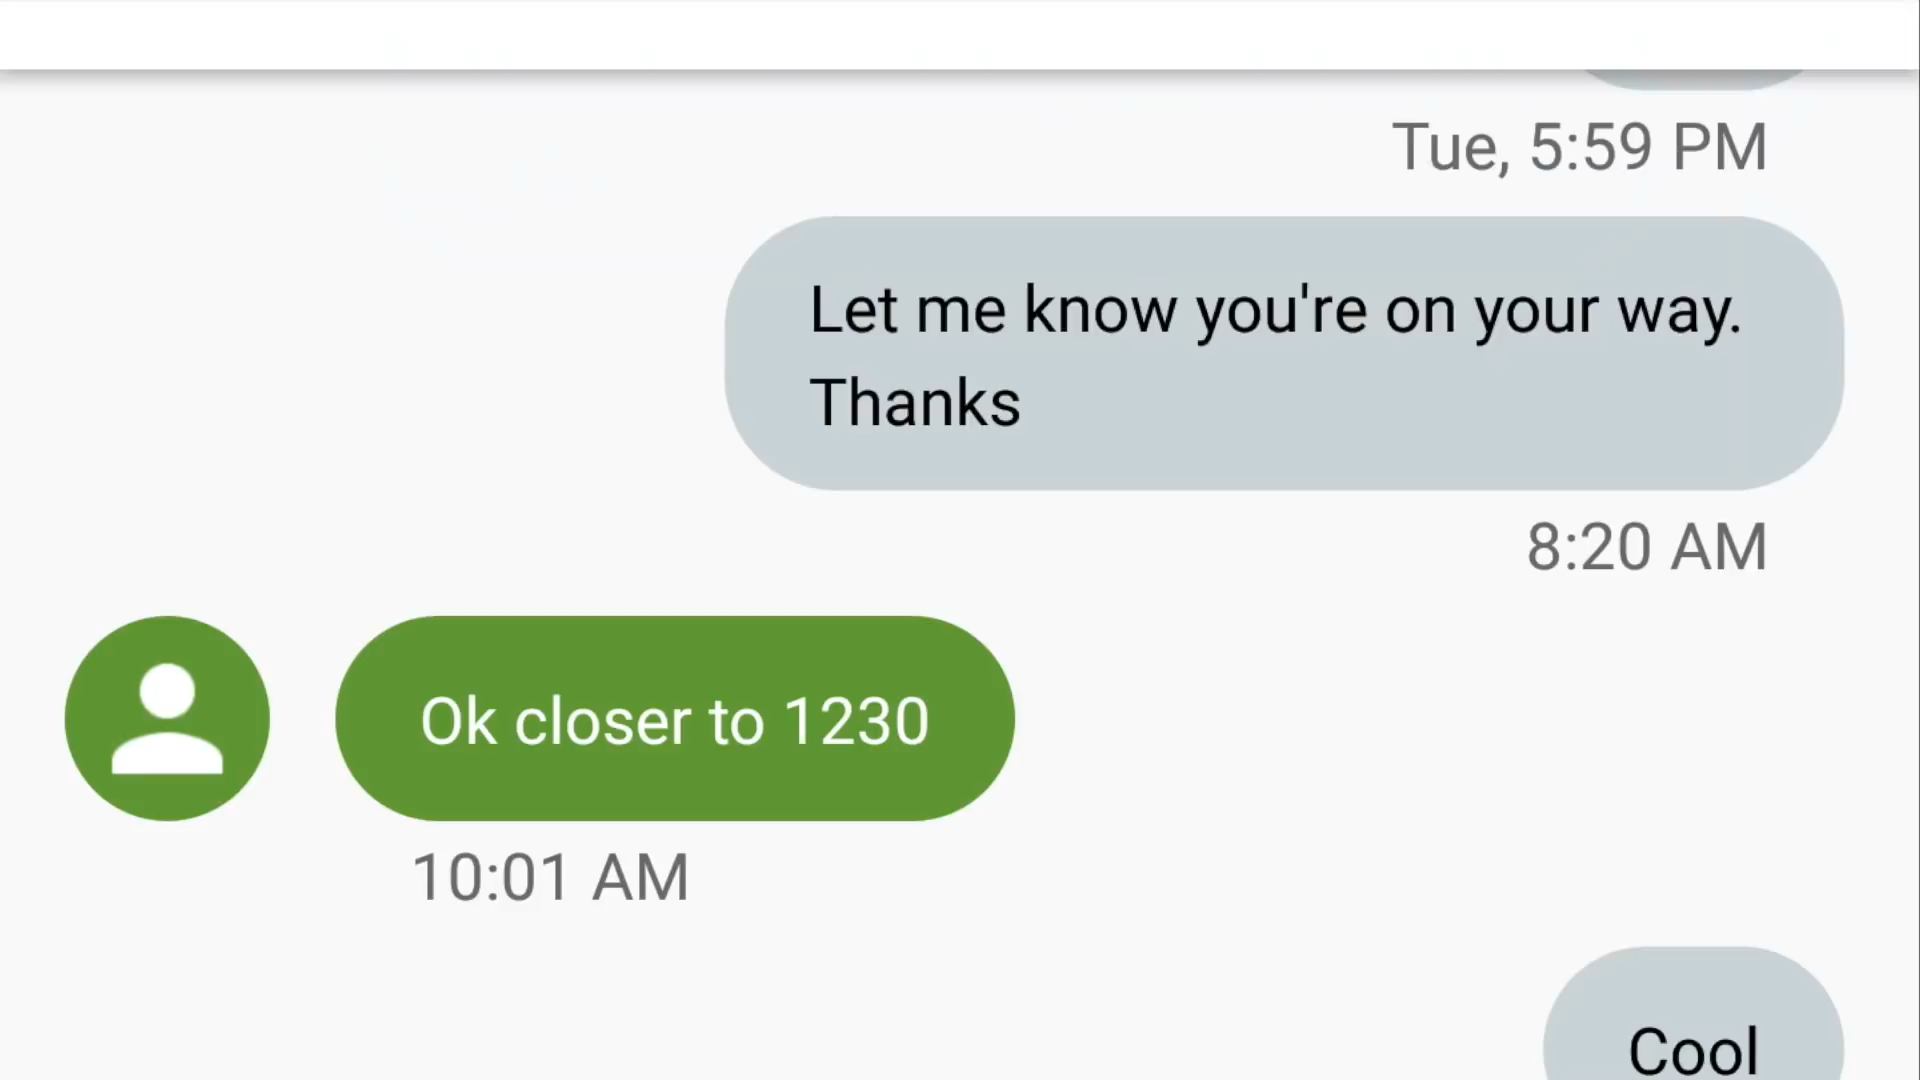 Tue, 5:59 PM
Let me know you're on your way.
Thanks
8:20 AM
Ok closer to 1230
10:01 AM
Cool